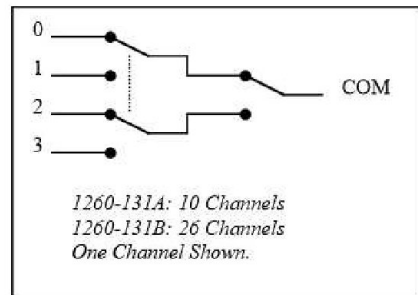 0
1
COM
2
3
1260-131A: 10 Channels
1260-131B: 26 Channels
One Channel Shown.